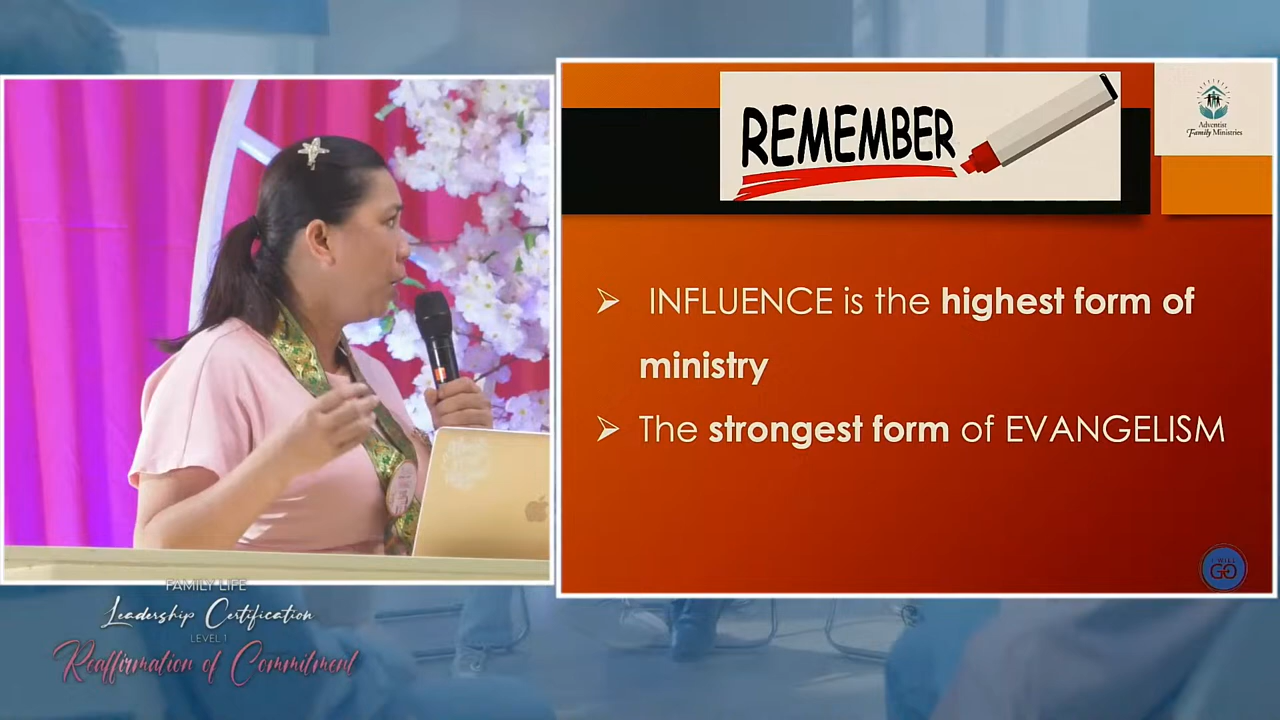 REMEMBER
Adventist
Family Ministries
INFLUENCE is the highest form of
ministry
The strongest form of EVANGELISM
I WILL
GO
FAMILY LIFE
Leadership Certification
LEVEL 1
Reaffirmation of Commitment